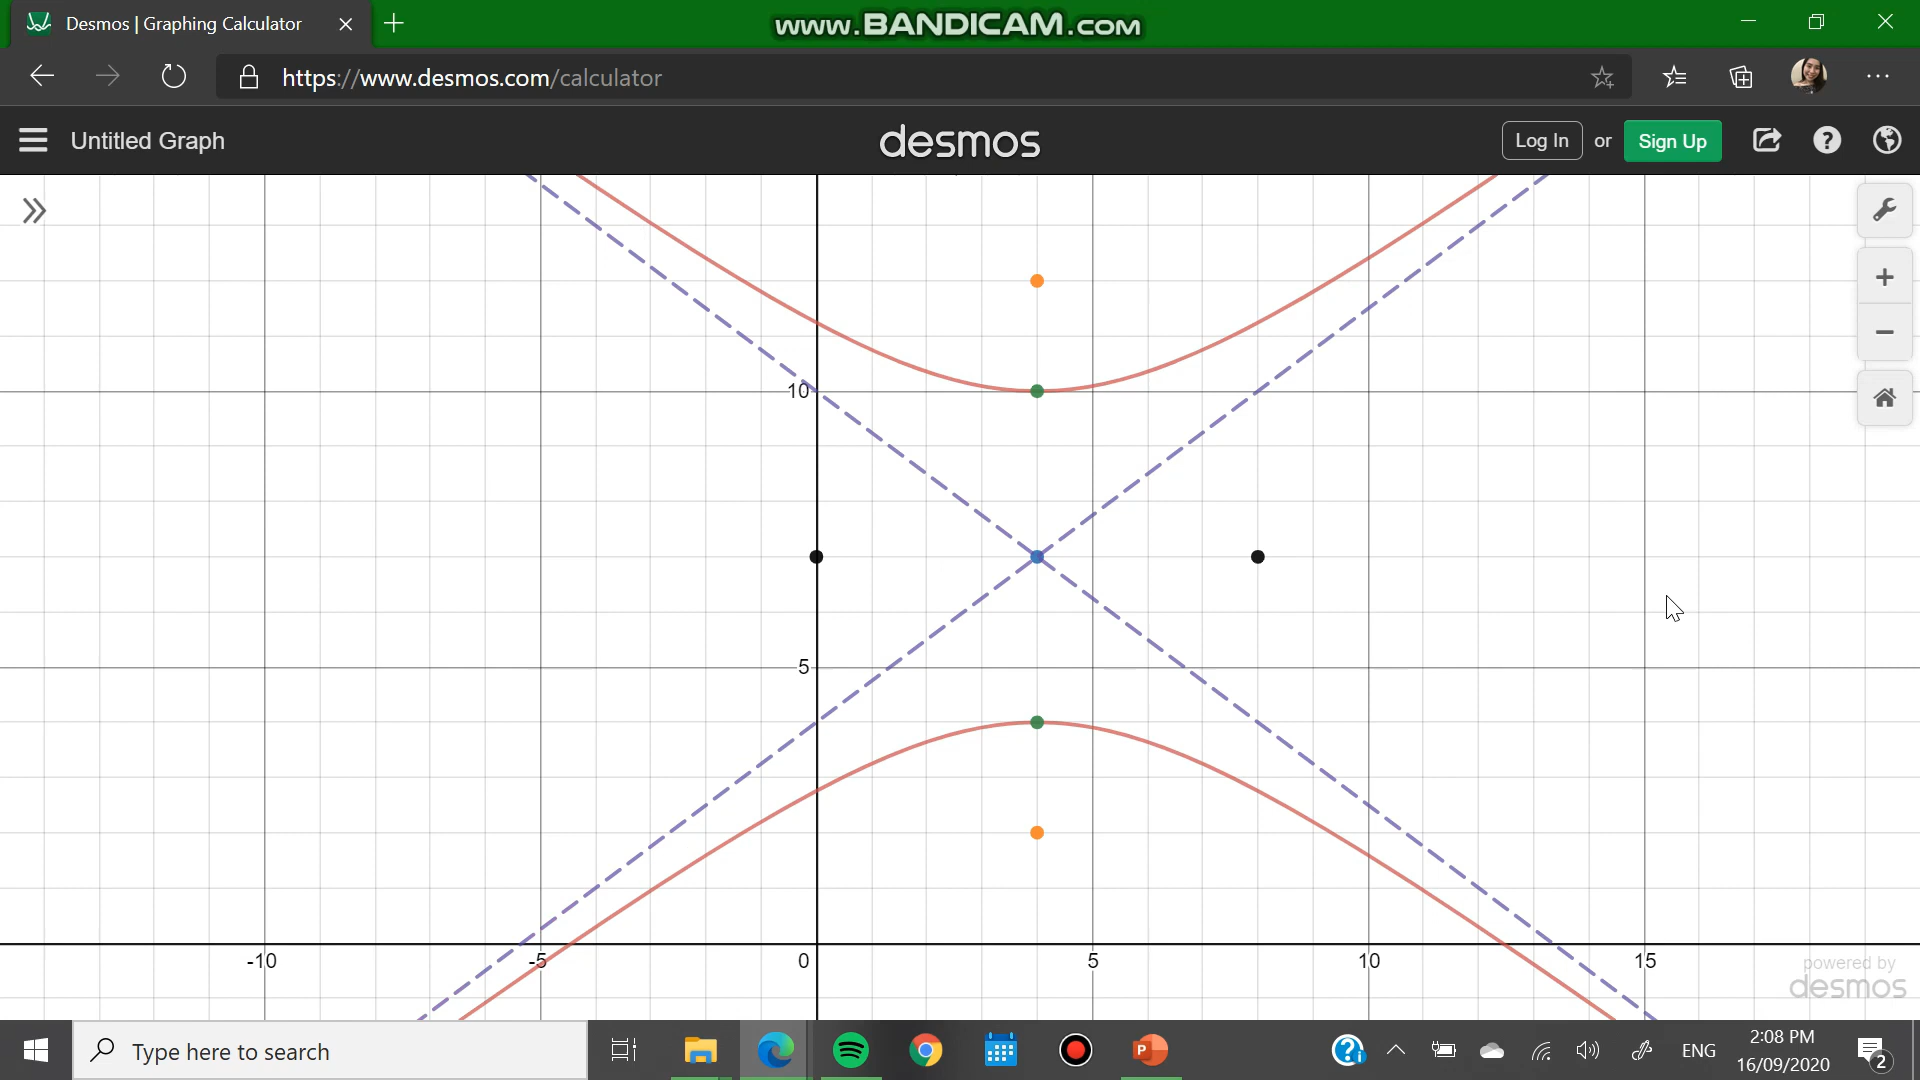 Desmos | Graphing Calculator
www.BANDICAM.COM
https://www.desmos.com/calculator
Untitled Graph
desmos
Log In or Sign Up
10
5
-10
-5
0
5
10
15
powered by
desmos
Type here to search
P
ENG
2:08 PM
16/09/2020
2